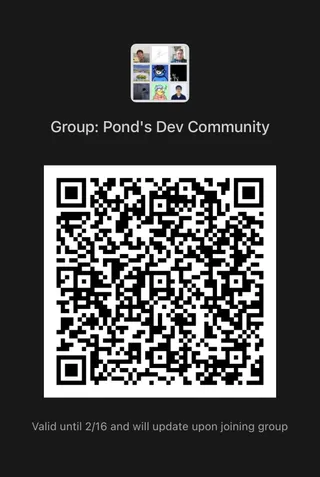 Group: Pond's Dev Community
Valid until 2/16 and will update upon joining group